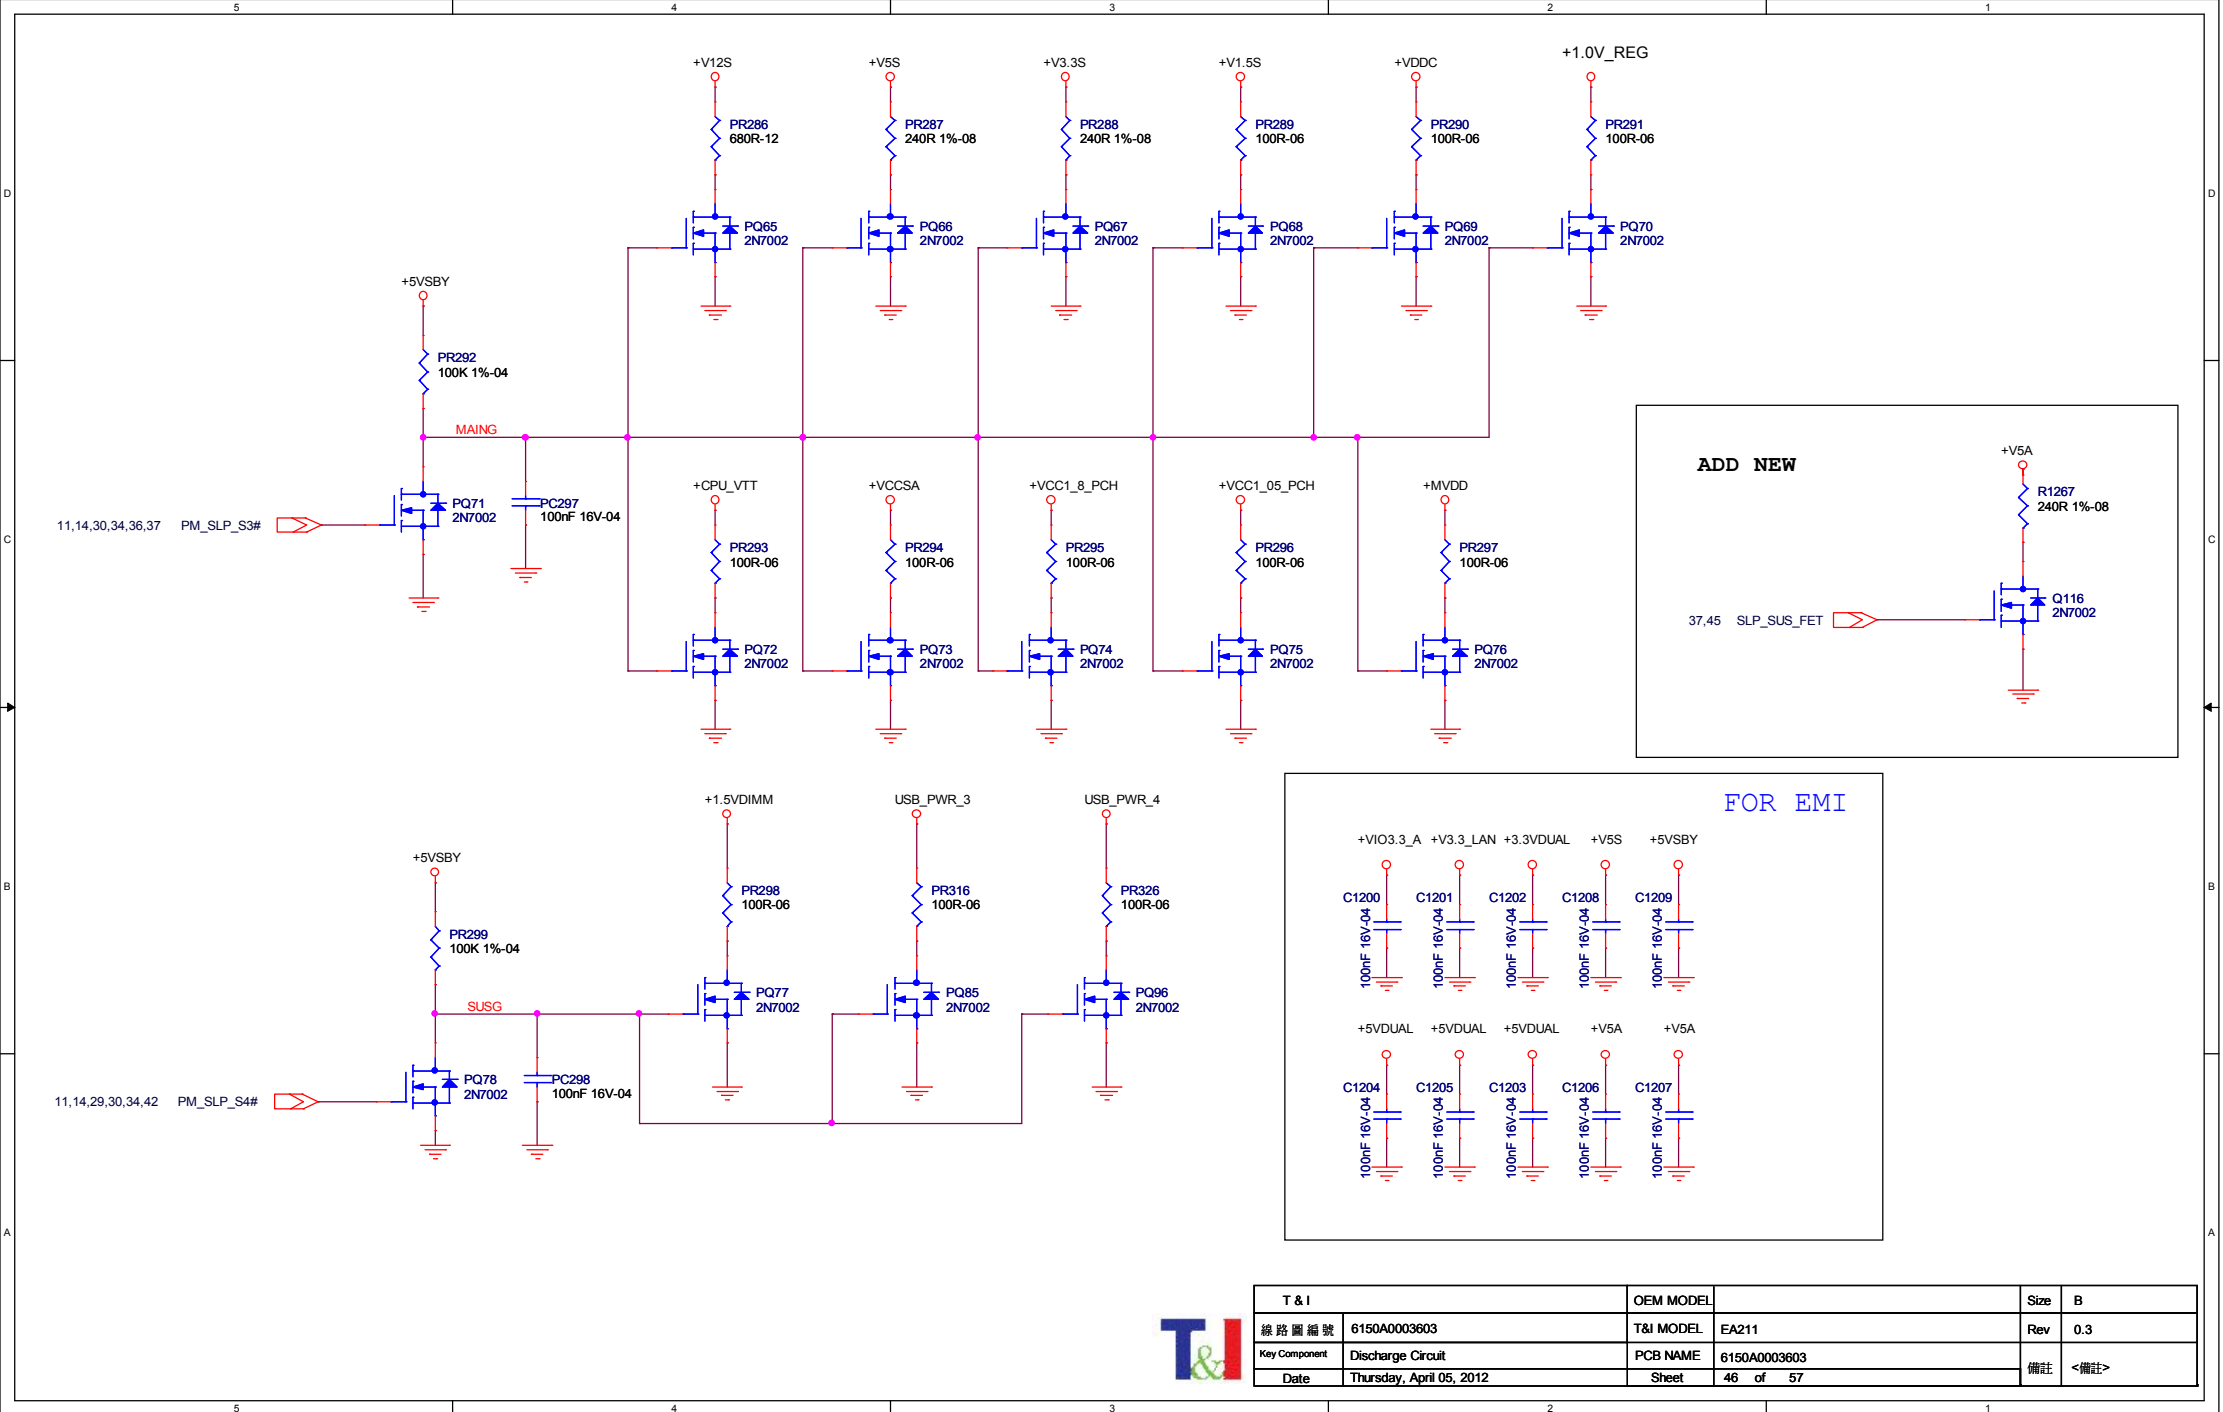 5 4 3 2 1
D D
C C
B B
A A
+V12S
PR286
680R-12
PQ65
2N7002
+V5S
PR287
240R 1%-08
PQ66
2N7002
+V3.3S
PR288
240R 1%-08
PQ67
2N7002
+V1.5S
PR289
100R-06
PQ68
2N7002
+VDDC
PR290
100R-06
PQ69
2N7002
+1.0V_REG
PR291
100R-06
PQ70
2N7002
+5VSBY
PR292
100K 1%-04
MAING
11,14,30,34,36,37 PM_SLP_S3#
PQ71
2N7002
PC297
100nF 16V-04
+CPU_VTT
PR293
100R-06
PQ72
2N7002
+VCCSA
PR294
100R-06
PQ73
2N7002
+VCC1_8_PCH
PR295
100R-06
PQ74
2N7002
+VCC1_05_PCH
PR296
100R-06
PQ75
2N7002
+MVDD
PR297
100R-06
PQ76
2N7002
ADD NEW
+V5A
R1267
240R 1%-08
37,45 SLP_SUS_FET
Q116
2N7002
+5VSBY
PR299
100K 1%-04
SUSG
11,14,29,30,34,42 PM_SLP_S4#
PQ78
2N7002
PC298
100nF 16V-04
+1.5VDIMM
PR298
100R-06
PQ77
2N7002
USB_PWR_3
PR316
100R-06
PQ85
2N7002
USB_PWR_4
PR326
100R-06
PQ96
2N7002
FOR EMI
+VIO3.3_A +V3.3_LAN +3.3VDUAL +V5S +5VSBY
C1200 C1201 C1202 C1208 C1209
100nF 16V-04 100nF 16V-04 100nF 16V-04 100nF 16V-04 100nF 16V-04
+5VDUAL +5VDUAL +5VDUAL +V5A +V5A
C1204 C1205 C1203 C1206 C1207
100nF 16V-04 100nF 16V-04 100nF 16V-04 100nF 16V-04 100nF 16V-04
T&I
T & I OEM MODEL Size B
線路圖編號 6150A0003603 T&I MODEL EA211 Rev 0.3
Key Component Discharge Circuit PCB NAME 6150A0003603 備註 <備註>
Date Thursday, April 05, 2012 Sheet 46 of 57
5 4 3 2 1